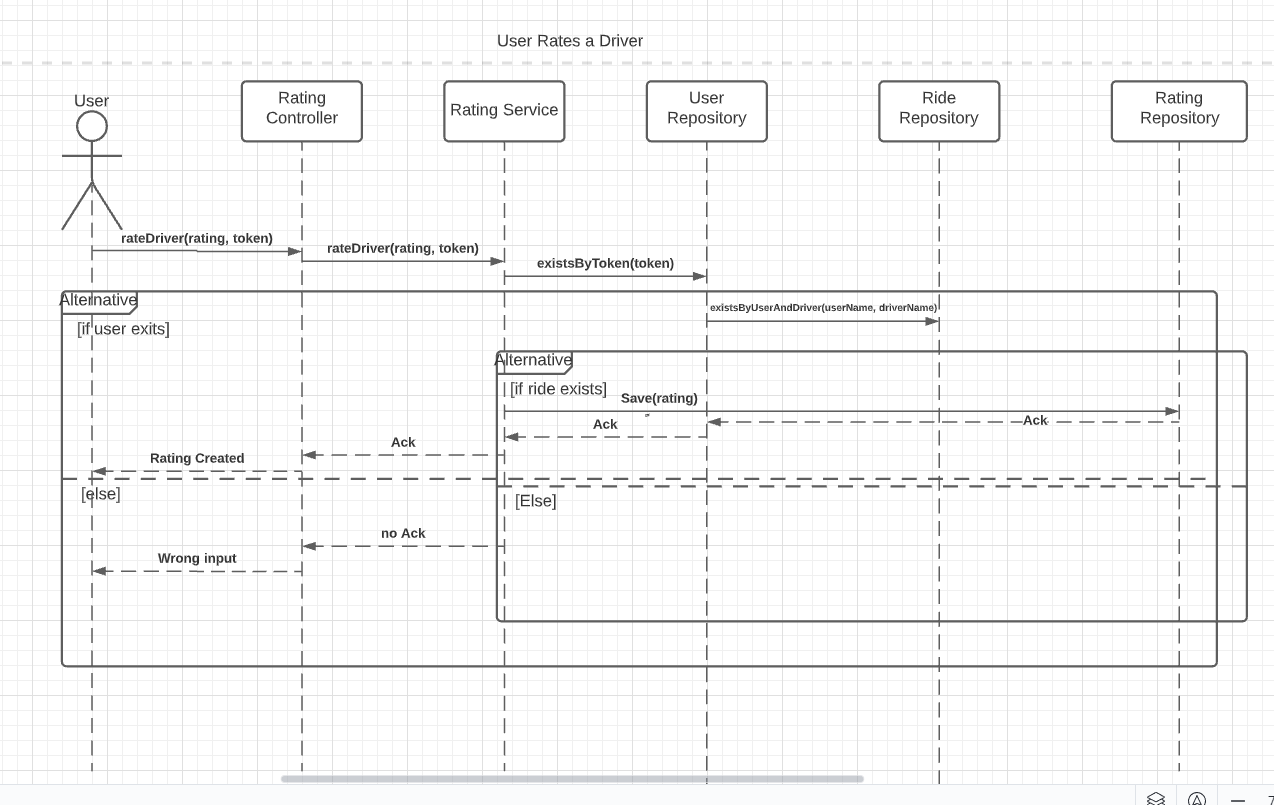 User Rates a Driver
User
Rating
Controller
Rating Service
User
Repository
Ride
Repository
Rating
Repository
rateDriver(rating, token)
rateDriver(rating, token)
existsByToken(token)
Alternative
[if user exits]
existsByUserAndDriver(userName, driverName)
Alternative
[if ride exists]
Save(rating)
Ack
Ack
Ack
Rating Created
[else]
[Else]
no Ack
Wrong input